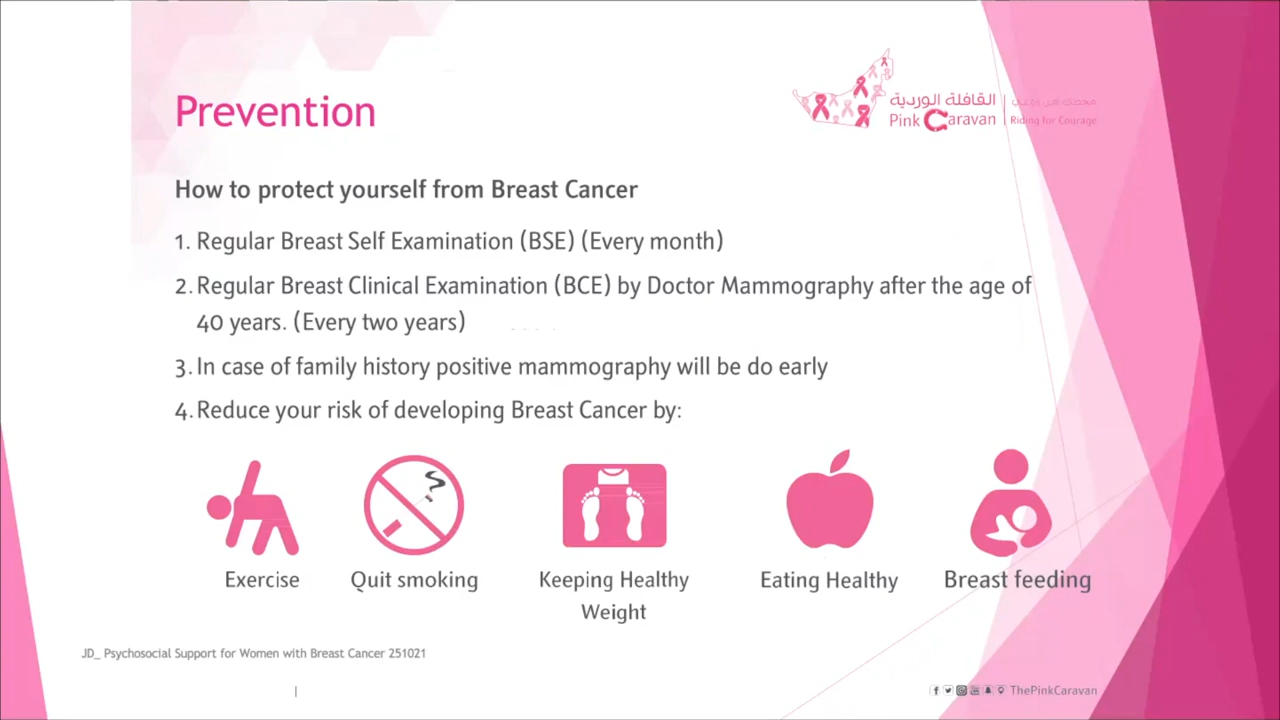 Prevention
القافلة الوردية
Pink Caravan
Riding for Courage
How to protect yourself from Breast Cancer
1. Regular Breast Self Examination (BSE) (Every month)
2. Regular Breast Clinical Examination (BCE) by Doctor Mammography after the age of
40 years. (Every two years)
3. In case of family history positive mammography will be do early
4. Reduce your risk of developing Breast Cancer by:
Exercise
Quit smoking
Keeping Healthy
Weight
Eating Healthy
Breast feeding
JD_ Psychosocial Support for Women with Breast Cancer 251021
ThePinkCaravan